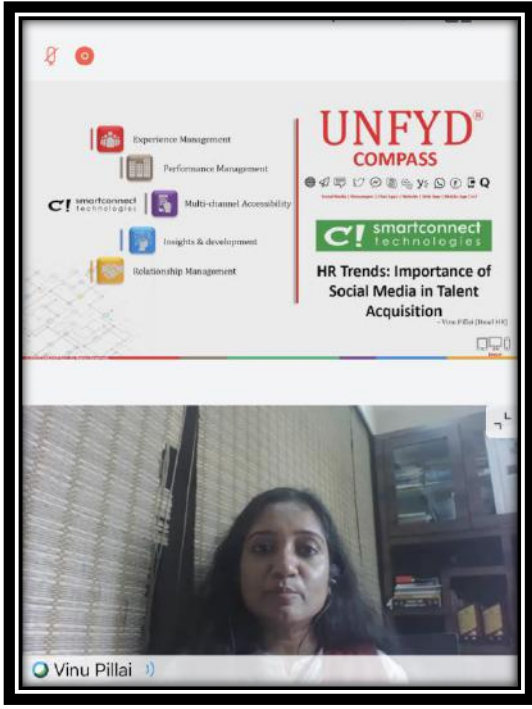 Experience Management
Performance Management
C! smartconnect
technologies
Multi-channel Accessibility
Insights & development
Relationship Management
UNFYD®
COMPASS
C! smartconnect
technologies
HR Trends: Importance of
Social Media in Talent
Acquisition
- Vinu Pillai (Head HR)
Vinu Pillai